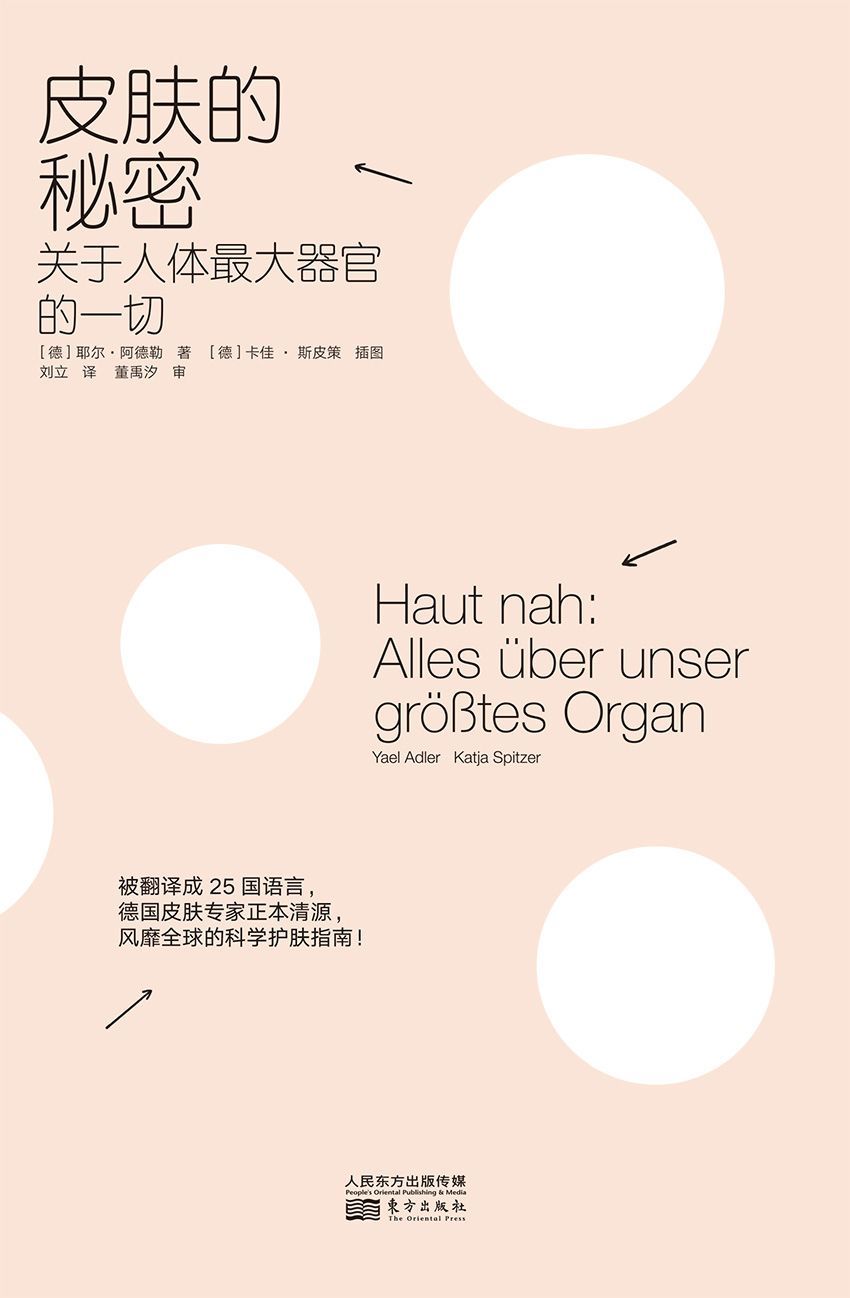 皮肤的
秘密
关于人体最大器官
的一切
[德]耶尔·阿德勒 著 [德]卡佳 · 斯皮策 插图
刘立 译 董禹汐 审
Haut nah:
Alles über unser
größtes Organ
Yael Adler Katja Spitzer
被翻译成 25 国语言,
德国皮肤专家正本清源,
风靡全球的科学护肤指南!
人民东方出版传媒
People's Oriental Publishing & Media
東方出版社
The Oriental Press